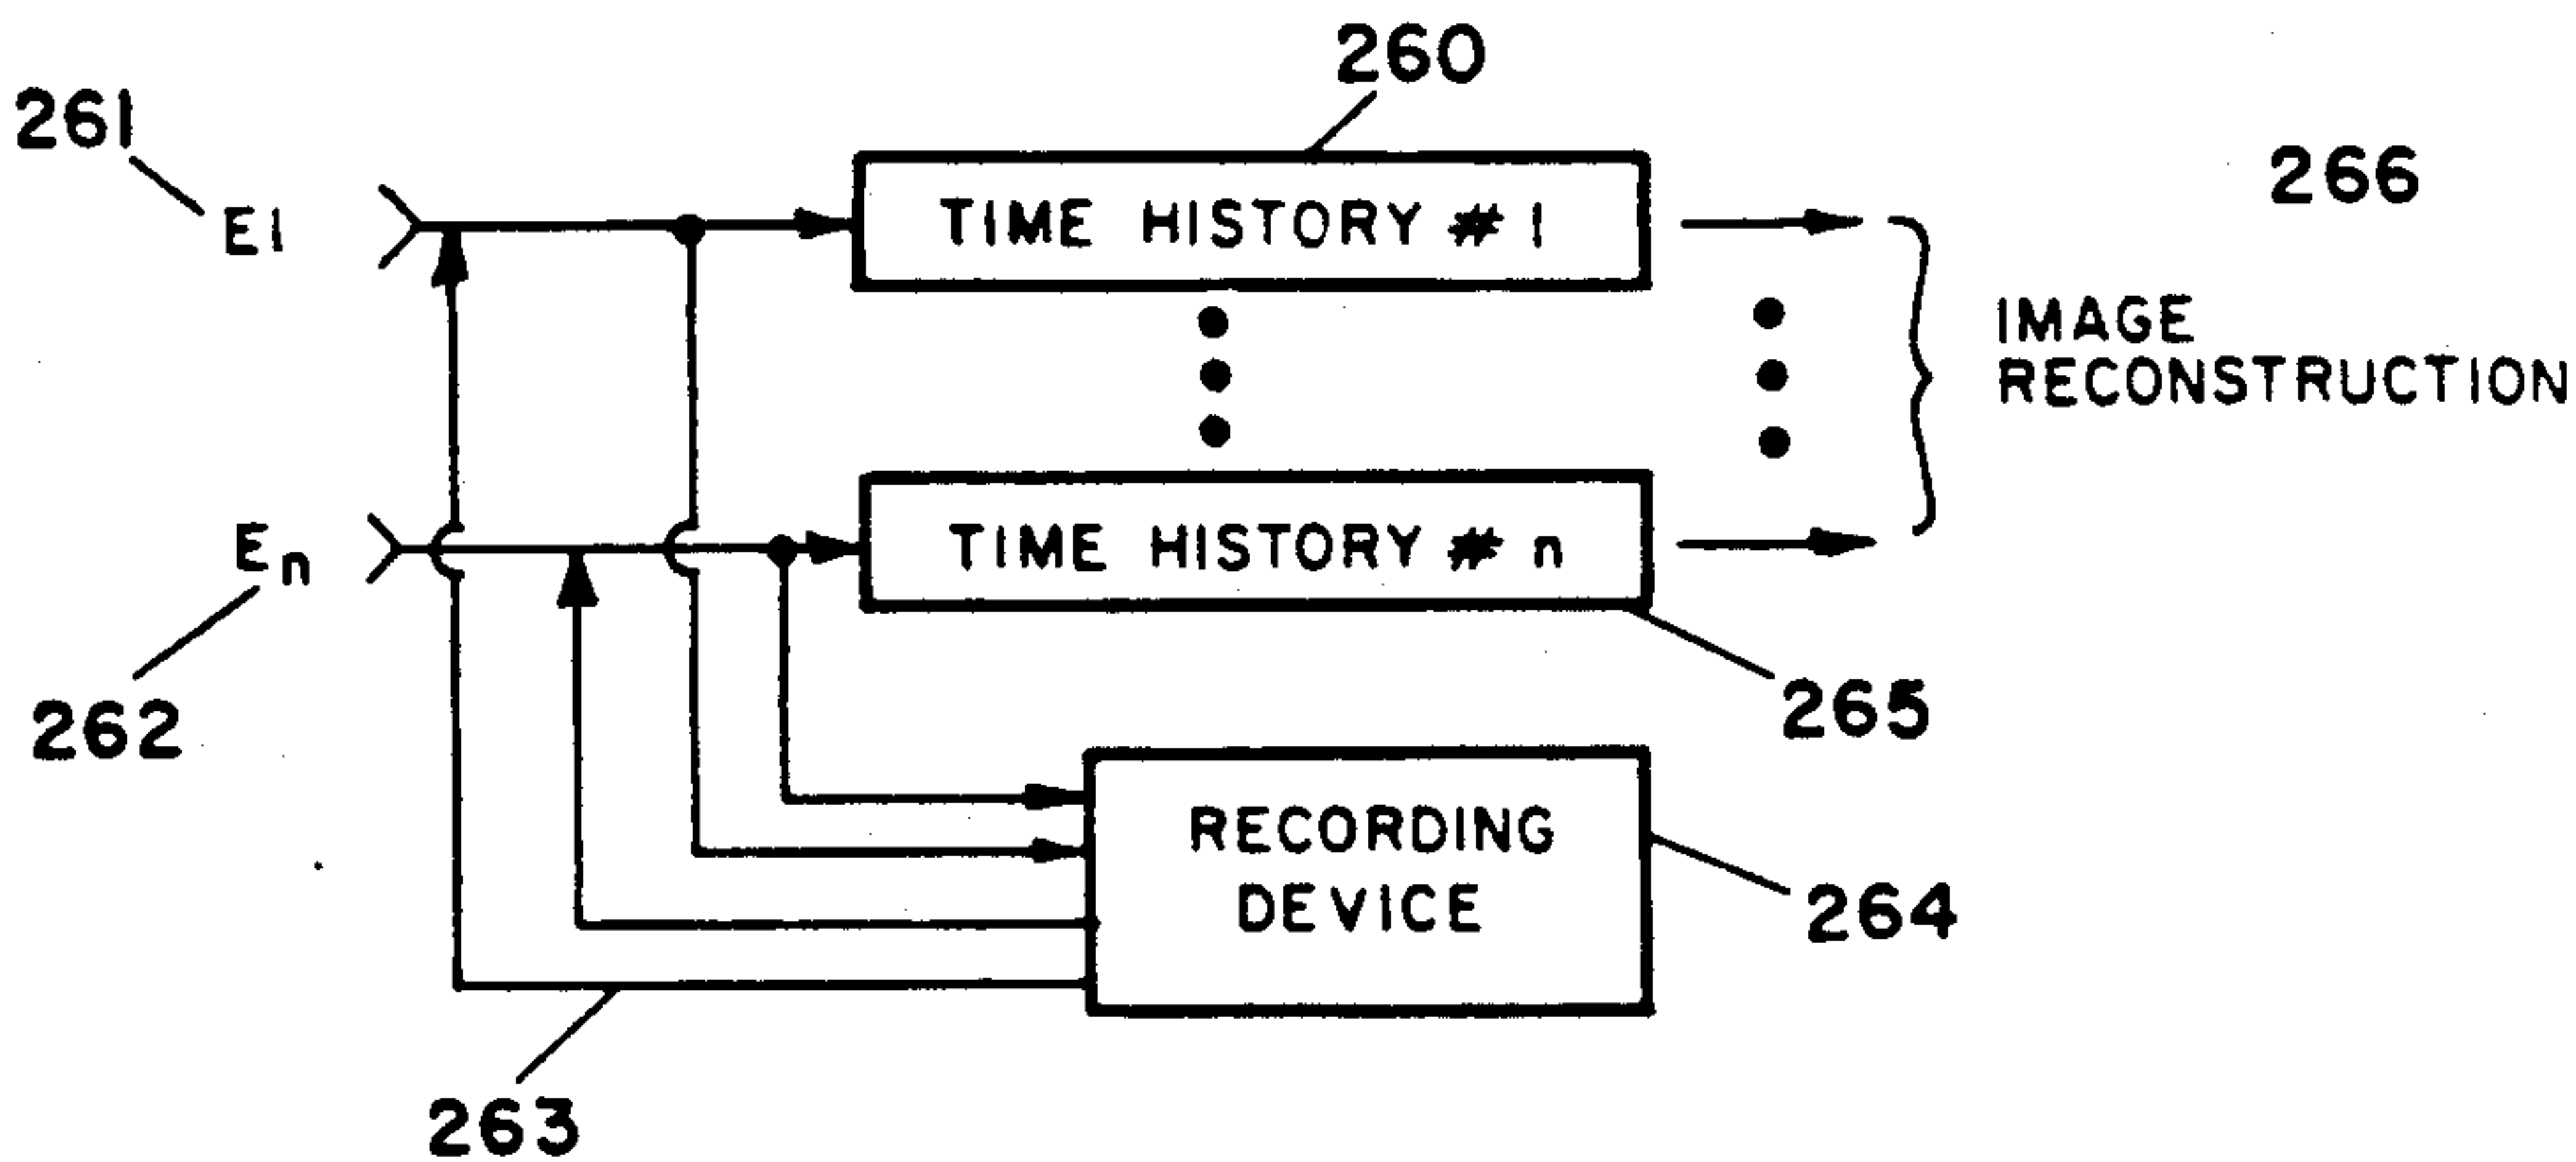 260
261
E1
TIME HISTORY # 1
266
IMAGE
RECONSTRUCTION
En
TIME HISTORY # n
262
265
RECORDING
DEVICE
264
263